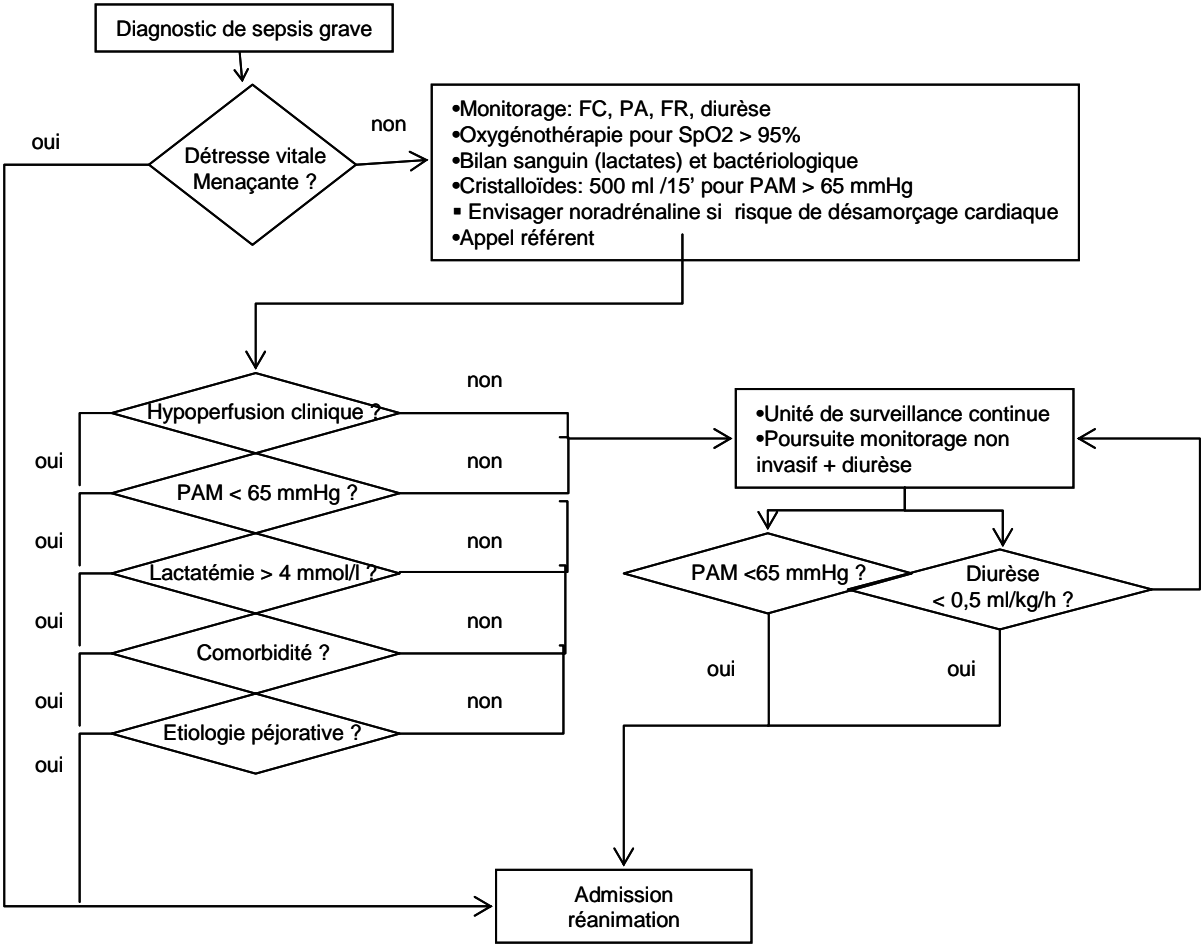 Diagnostic de sepsis grave
oui
non
Détresse vitale
Menaçante ?
•Monitorage: FC, PA, FR, diurèse
•Oxygénothérapie pour SpO2 > 95%
•Bilan sanguin (lactates) et bactériologique
•Cristalloïdes: 500 ml /15’ pour PAM > 65 mmHg
▪ Envisager noradrénaline si risque de désamorçage cardiaque
•Appel référent
non
Hypoperfusion clinique ?
oui
non
PAM < 65 mmHg ?
oui
non
Lactatémie > 4 mmol/l ?
oui
non
Comorbidité ?
oui
non
Etiologie péjorative ?
oui
•Unité de surveillance continue
•Poursuite monitorage non
invasif + diurèse
PAM <65 mmHg ?
Diurèse
< 0,5 ml/kg/h ?
oui
oui
Admission
réanimation